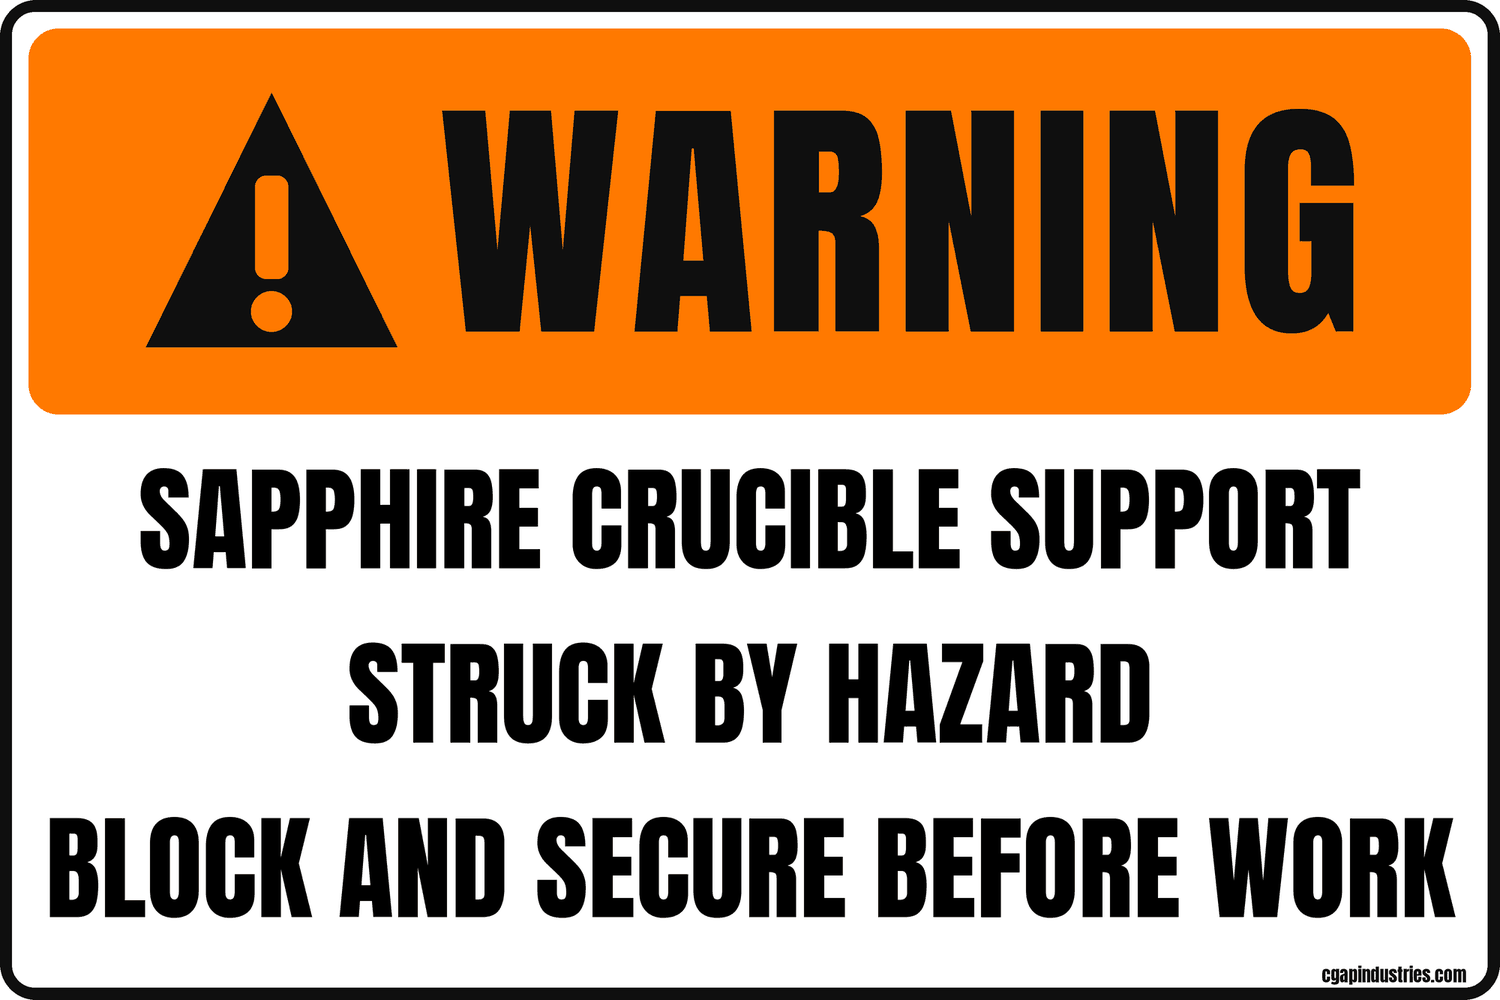 WARNING
SAPPHIRE CRUCIBLE SUPPORT
STRUCK BY HAZARD
BLOCK AND SECURE BEFORE WORK
cgapindustries.com